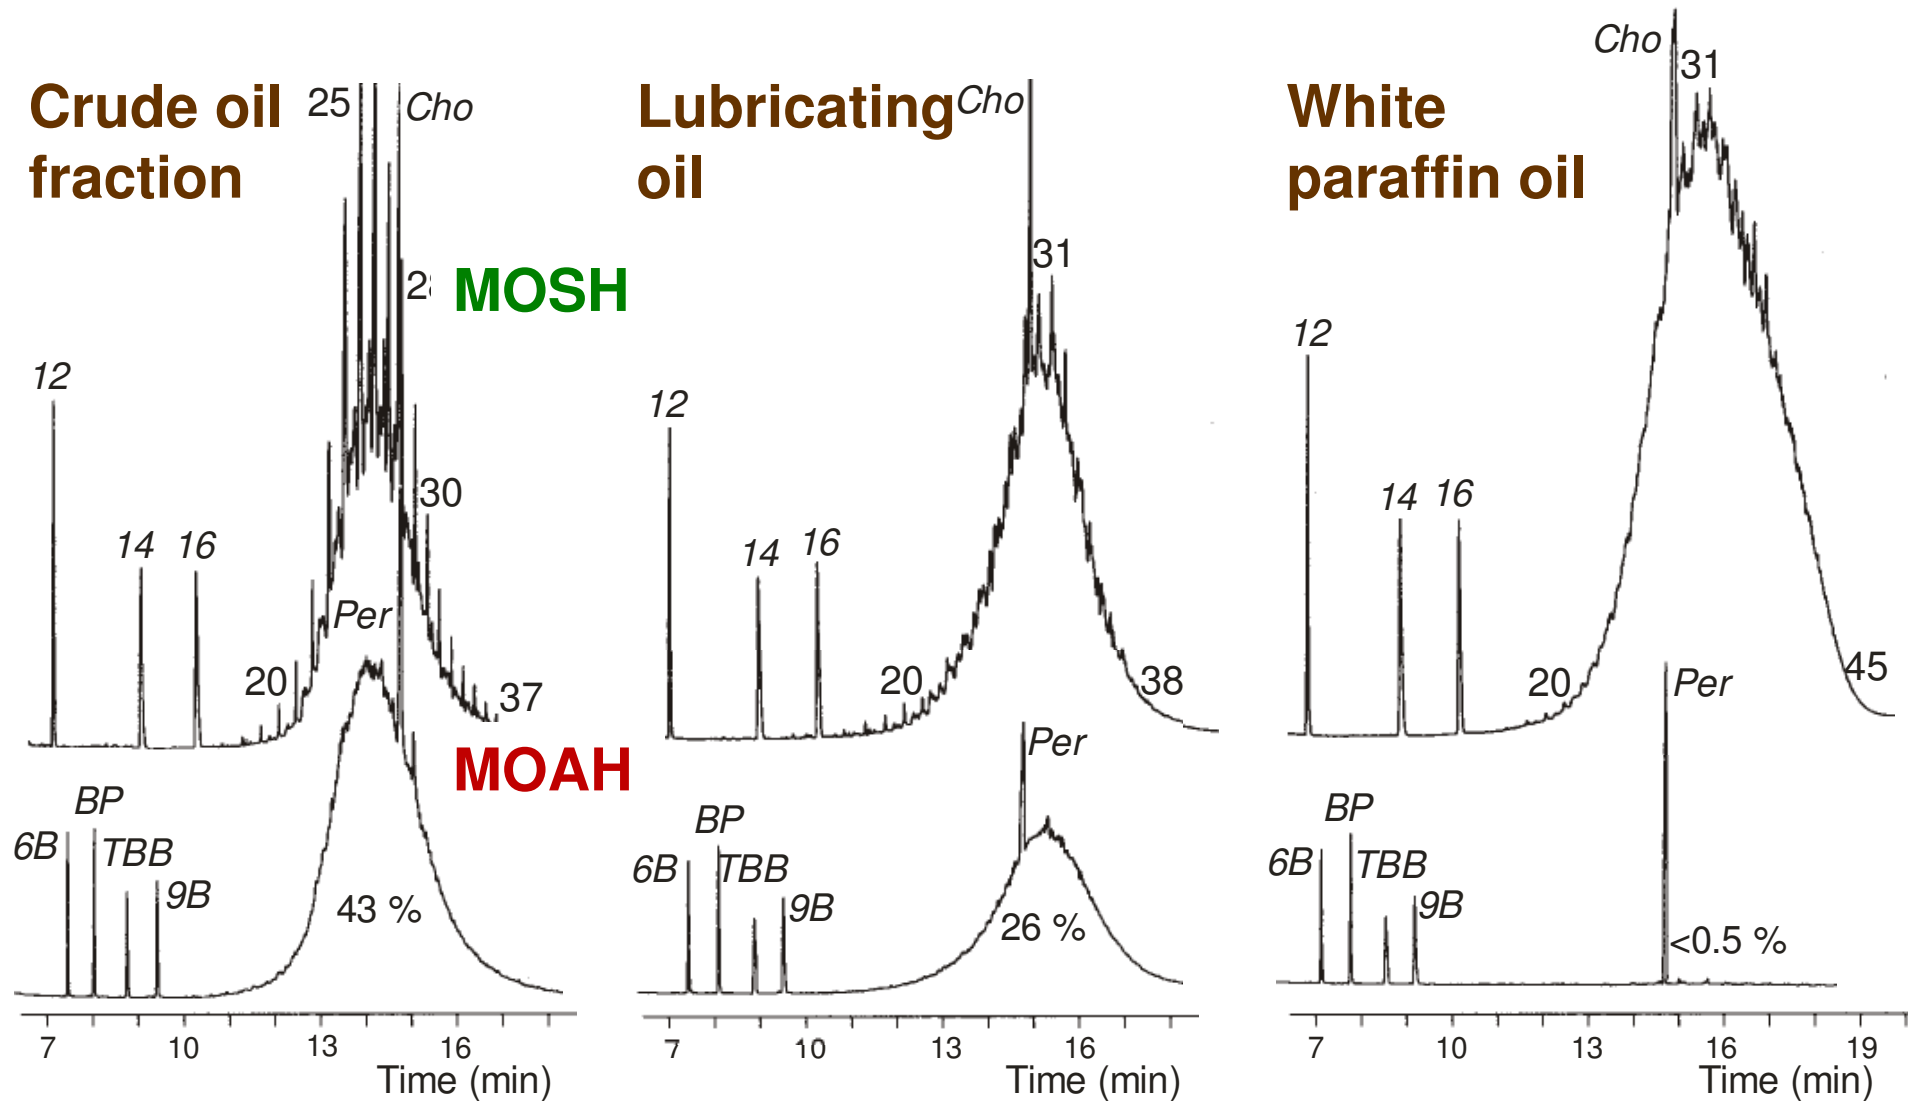 Crude oil
fraction
25
Cho
28
MOSH
12
30
14
16
Per
20
37
MOAH
BP
6B
TBB
9B
43 %
7
10
13
16
Time (min)
Lubricating
oil
Cho
31
12
14
16
20
38
Per
BP
6B
TBB
9B
26 %
7
10
13
16
Time (min)
White
paraffin oil
Cho
31
12
14
16
20
45
Per
BP
6B
TBB
9B
<0.5 %
7
10
13
16
19
Time (min)